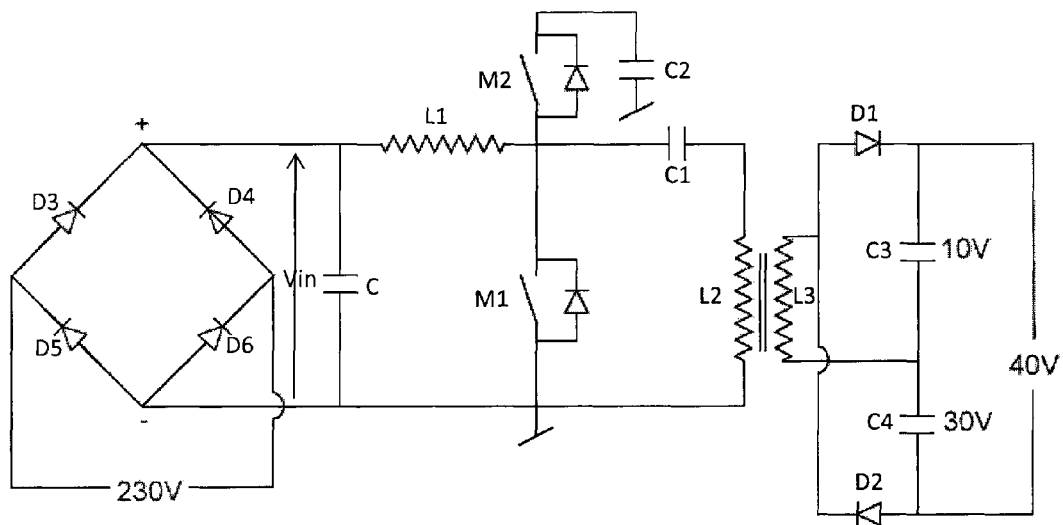 M2
C2
L1
D1
+
C1
D3
D4
Vin
C
M1
L2
L3
C3
10V
D5
D6
40V
C4
30V
-
D2
230V